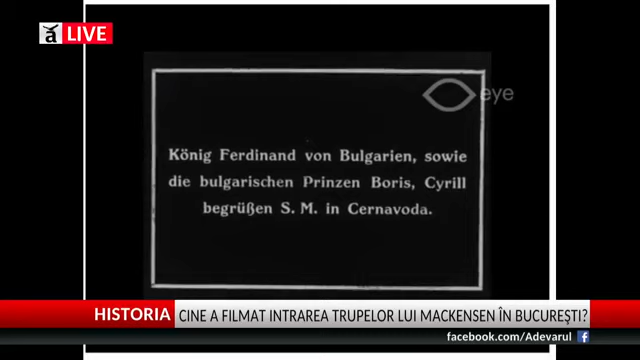 á LIVE
eye
König Ferdinand von Bulgarien, sowie
die bulgarischen Prinzen Boris, Cyrill
begrüßen S. M. in Cernavoda.
HISTORIA CINE A FILMAT INTRAREA TRUPELOR LUI MACKENSEN ÎN BUCUREŞTI?
facebook.com/Adevarul f